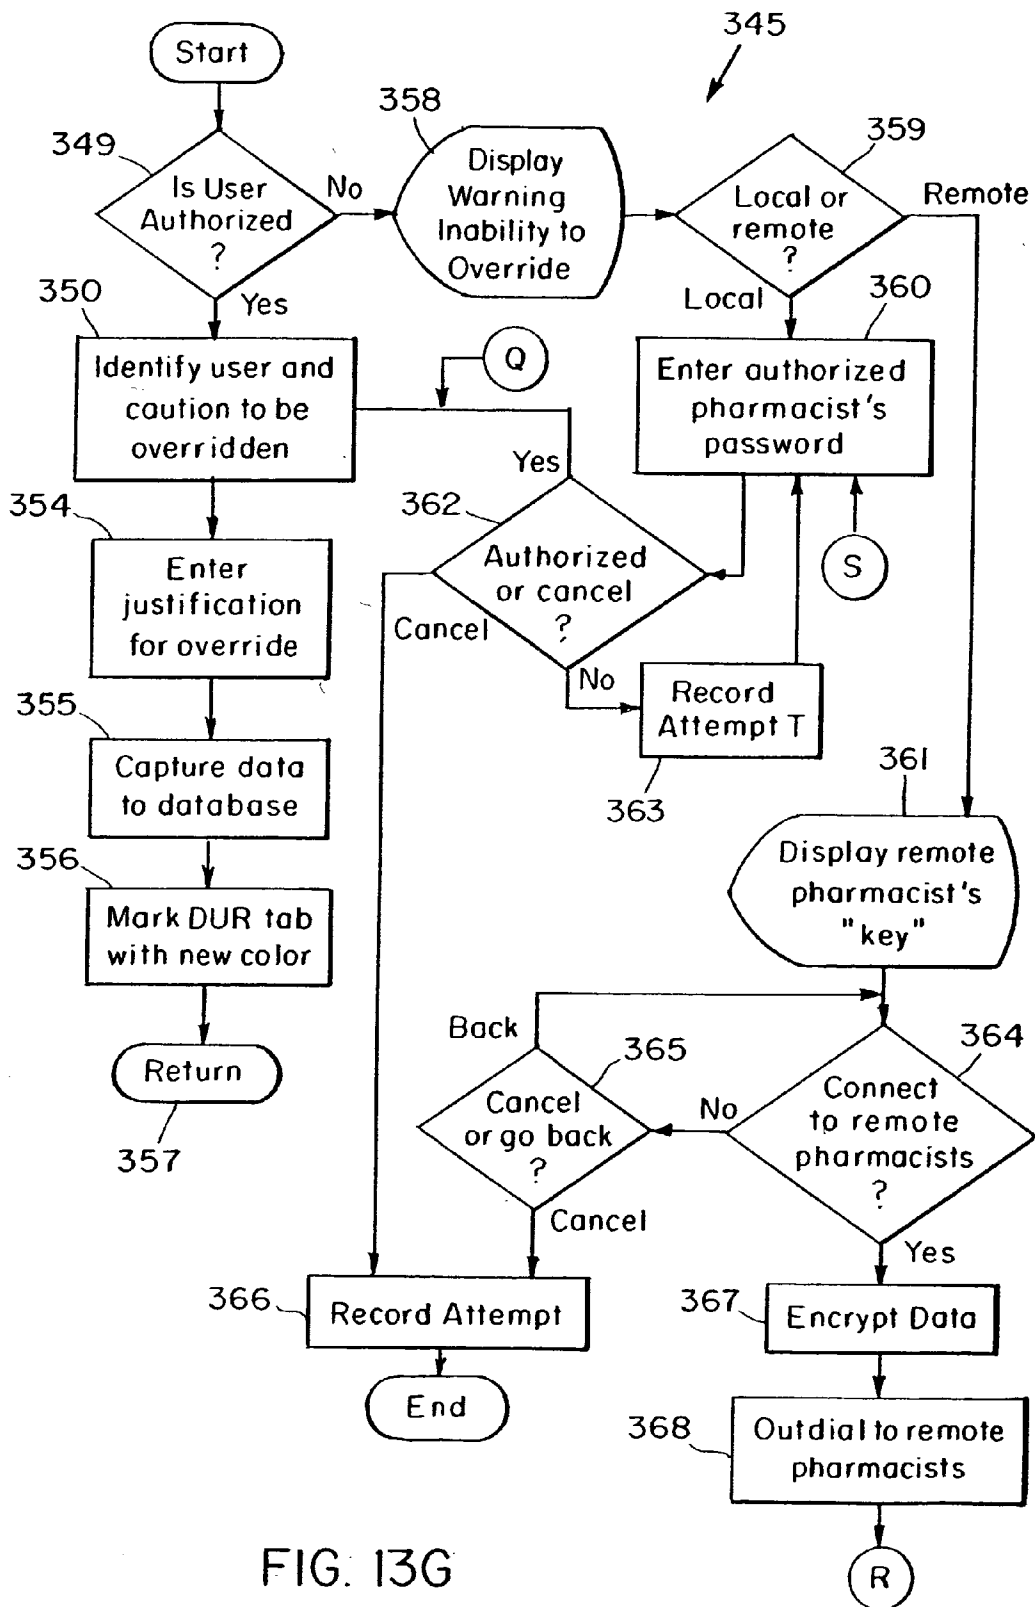 345
Start
358
349
359
Is User
Authorized
?
No
Display
Warning
Inability to
Override
Local or
remote
?
Remote
350
Yes
Local
360
Identify user and
caution to be
overridden
Q
Enter authorized
pharmacist's
password
Yes
354
362
Enter
justification
for override
Authorized
or cancel
?
S
Cancel
No
355
Record
Attempt T
Capture data
to database
363
361
356
Display remote
pharmacist's
"key"
Mark DUR tab
with new color
Back
365
364
Return
Cancel
or go back
?
No
Connect
to remote
pharmacists
?
357
Cancel
Yes
366
Record Attempt
367
Encrypt Data
End
368
Outdial to remote
pharmacists
FIG. 13G
R